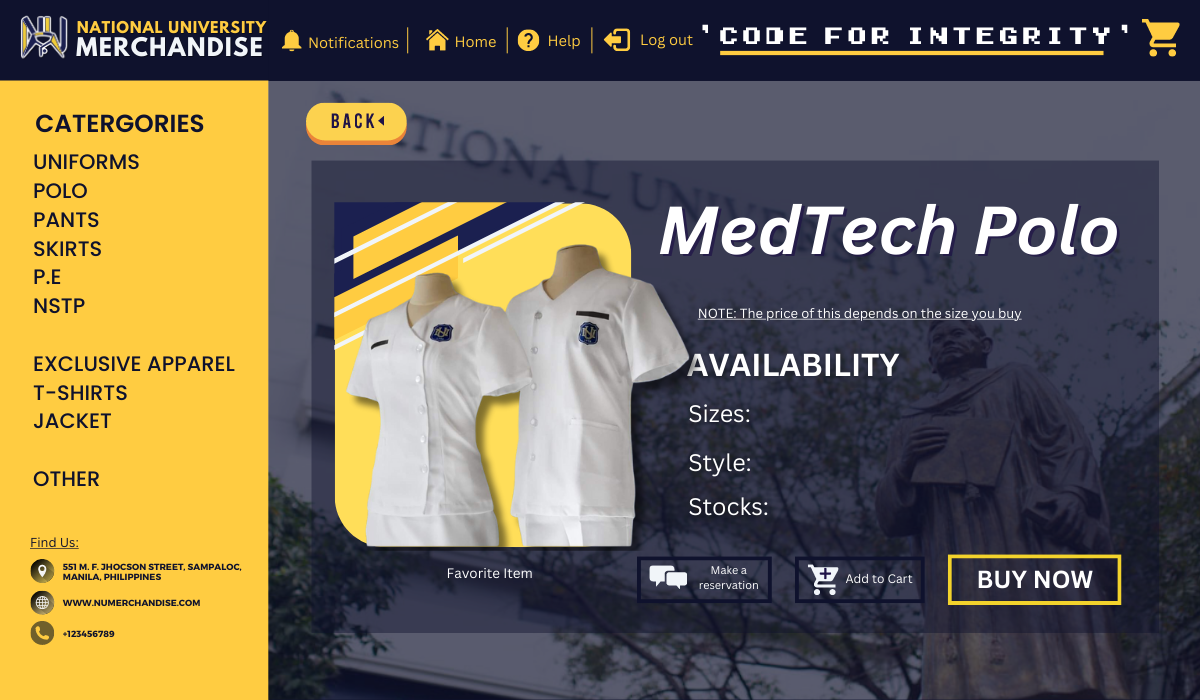 NATIONAL UNIVERSITY
MERCHANDISE
Notifications
Home
Help
Log out
'CODE FOR INTEGRITY'
CATERGORIES
UNIFORMS
POLO
PANTS
SKIRTS
P.E
NSTP
EXCLUSIVE APPAREL
T-SHIRTS
JACKET
OTHER
Find Us:
551 M. F. JHOCSON STREET, SAMPALOC,
MANILA, PHILIPPINES
WWW.NUMERCHANDISE.COM
+123456789
BACK
NATIONAL UNIVERSITY
MedTech Polo
NOTE: The price of this depends on the size you buy
AVAILABILITY
Sizes:
Style:
Stocks:
Favorite Item
Make a
reservation
Add to Cart
BUY NOW